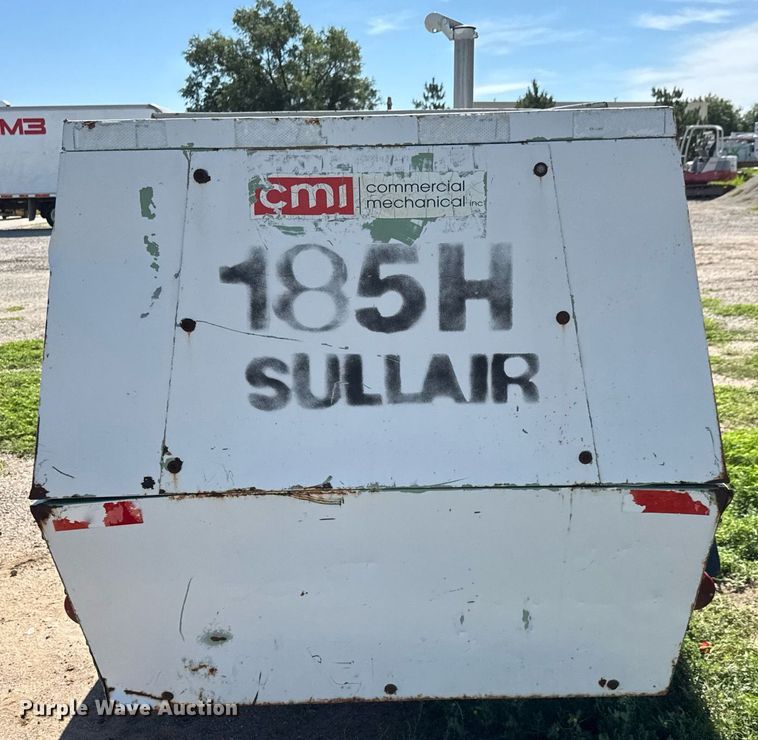 M3
cmi commercial mechanical inc
185H
SULLAIR
Purple Wave Auction